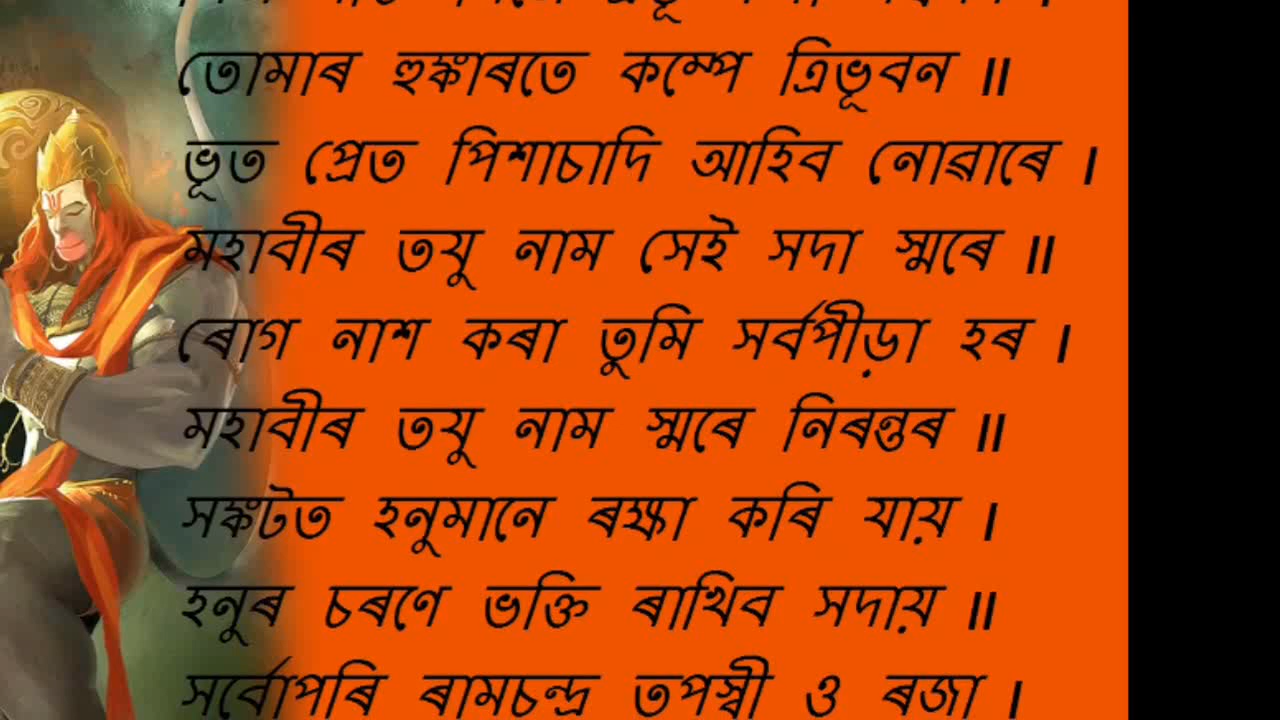 তোমাৰ হুঙ্কাৰতে কম্পে ত্ৰিভূবন ॥
ভূত প্ৰেত পিশাচাদি আহিব নোৱাৰে ।
মহাবীৰ তযু নাম সেই সদা স্মৰে ॥
ৰোগ নাশ কৰা তুমি সৰ্বপীড়া হৰ ।
মহাবীৰ তযু নাম স্মৰে নিৰন্তৰ ॥
সঙ্কটত হনুমানে ৰক্ষা কৰি যায় ।
হনুৰ চৰণে ভক্তি ৰাখিব সদায় ॥
সৰ্বোপৰি ৰামচন্দ্ৰ তপস্বী ও ৰজা ।